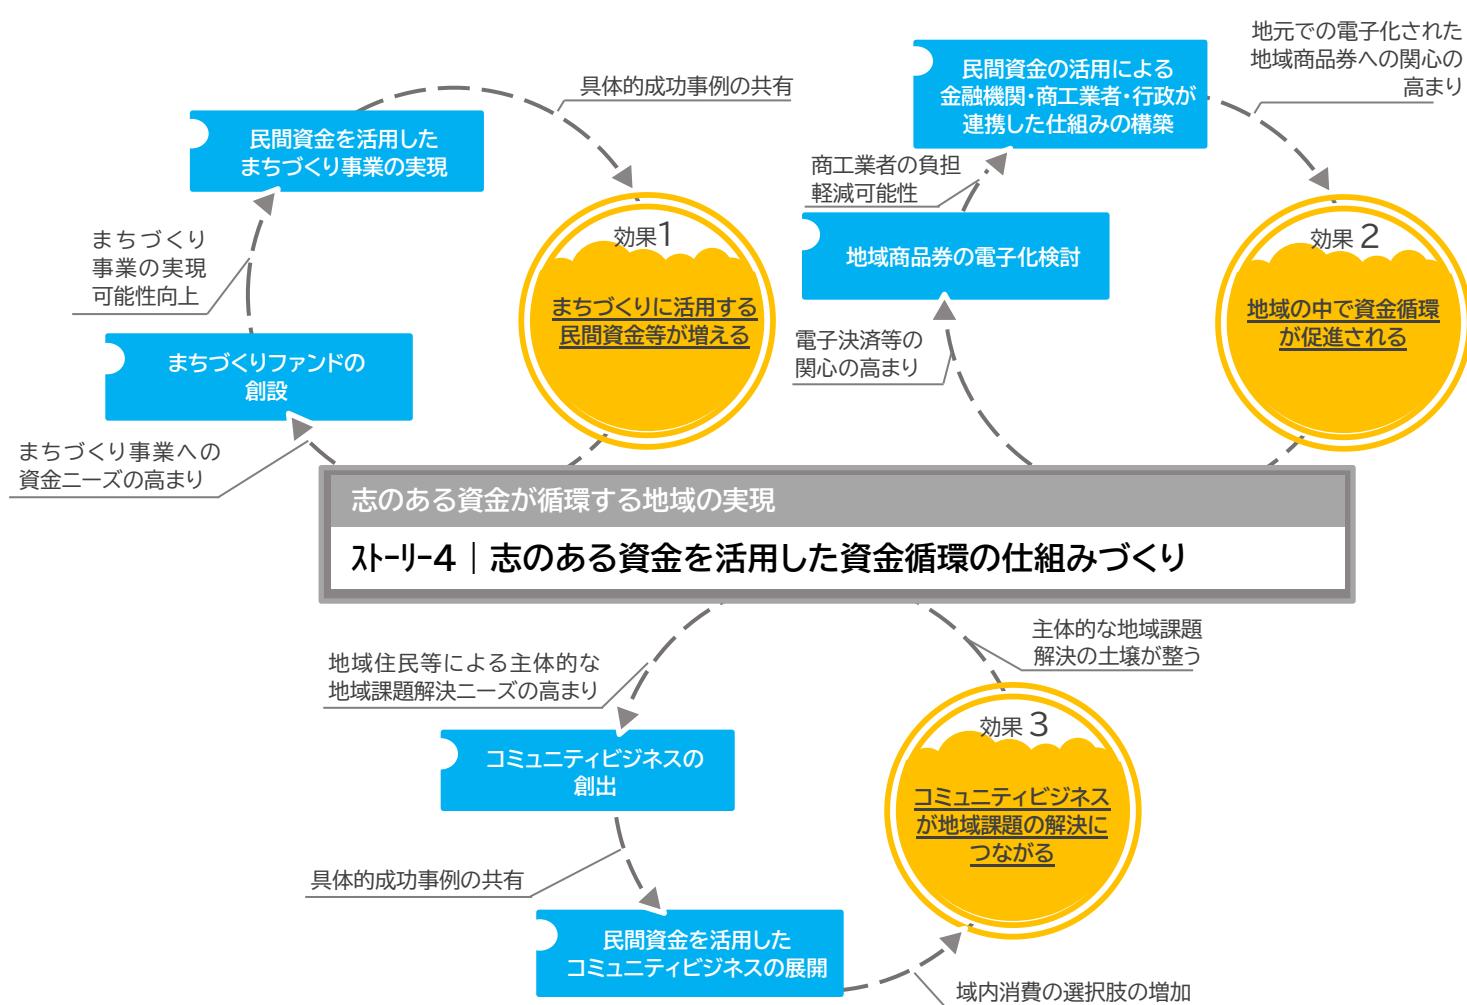 具体的成功事例の共有
民間資金を活用した
まちづくり事業の実現
まちづくり
事業の実現
可能性向上
まちづくりファンドの
創設
まちづくり事業への
資金ニーズの高まり
効果1
まちづくりに活用する
民間資金等が増える
地元での電子化された
地域商品券への関心の
高まり
民間資金の活用による
金融機関・商工業者・行政が
連携した仕組みの構築
商工業者の負担
軽減可能性
地域商品券の電子化検討
電子決済等の
関心の高まり
効果2
地域の中で資金循環
が促進される
志のある資金が循環する地域の実現
ｽﾄｰﾘｰ4｜志のある資金を活用した資金循環の仕組みづくり
地域住民等による主体的な
地域課題解決ニーズの高まり
コミュニティビジネスの
創出
具体的成功事例の共有
民間資金を活用した
コミュニティビジネスの展開
主体的な地域課題
解決の土壌が整う
効果3
コミュニティビジネス
が地域課題の解決に
つながる
域内消費の選択肢の増加